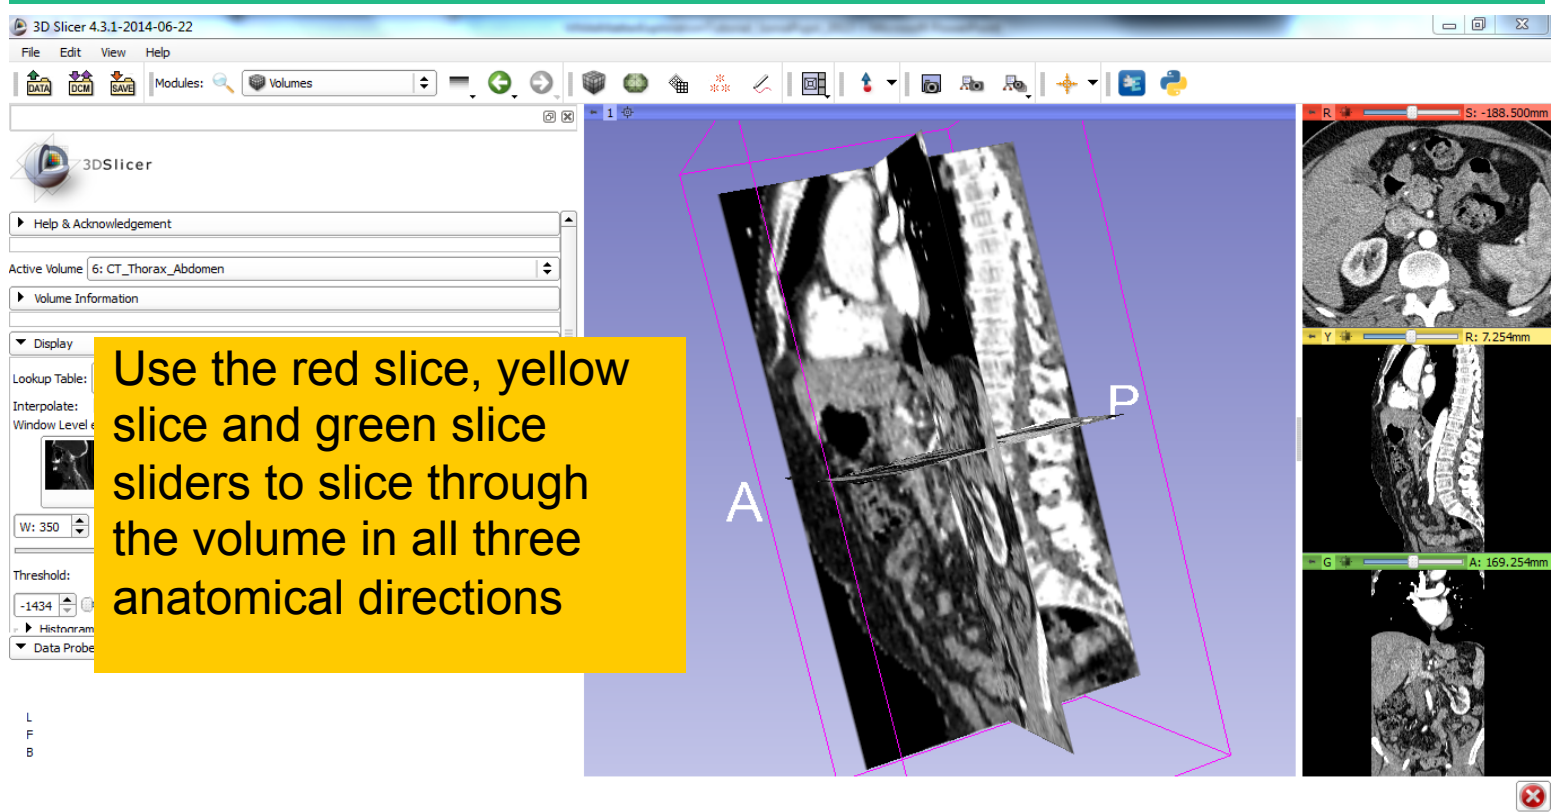 3D Slicer 4.3.1-2014-06-22
File Edit View Help
DATA DCM SAVE Modules: Volumes
1
R S: -188.500mm
3DSlicer
Help & Acknowledgement
Active Volume 6: CT_Thorax_Abdomen
Volume Information
Display
Y R: 7.254mm
Lookup Table:
Interpolate:
Window Level e
W: 350
Threshold:
-1434
Histogram
Data Probe
L
F
B
Use the red slice, yellow
slice and green slice
sliders to slice through
the volume in all three
anatomical directions
P
A
G A: 169.254mm